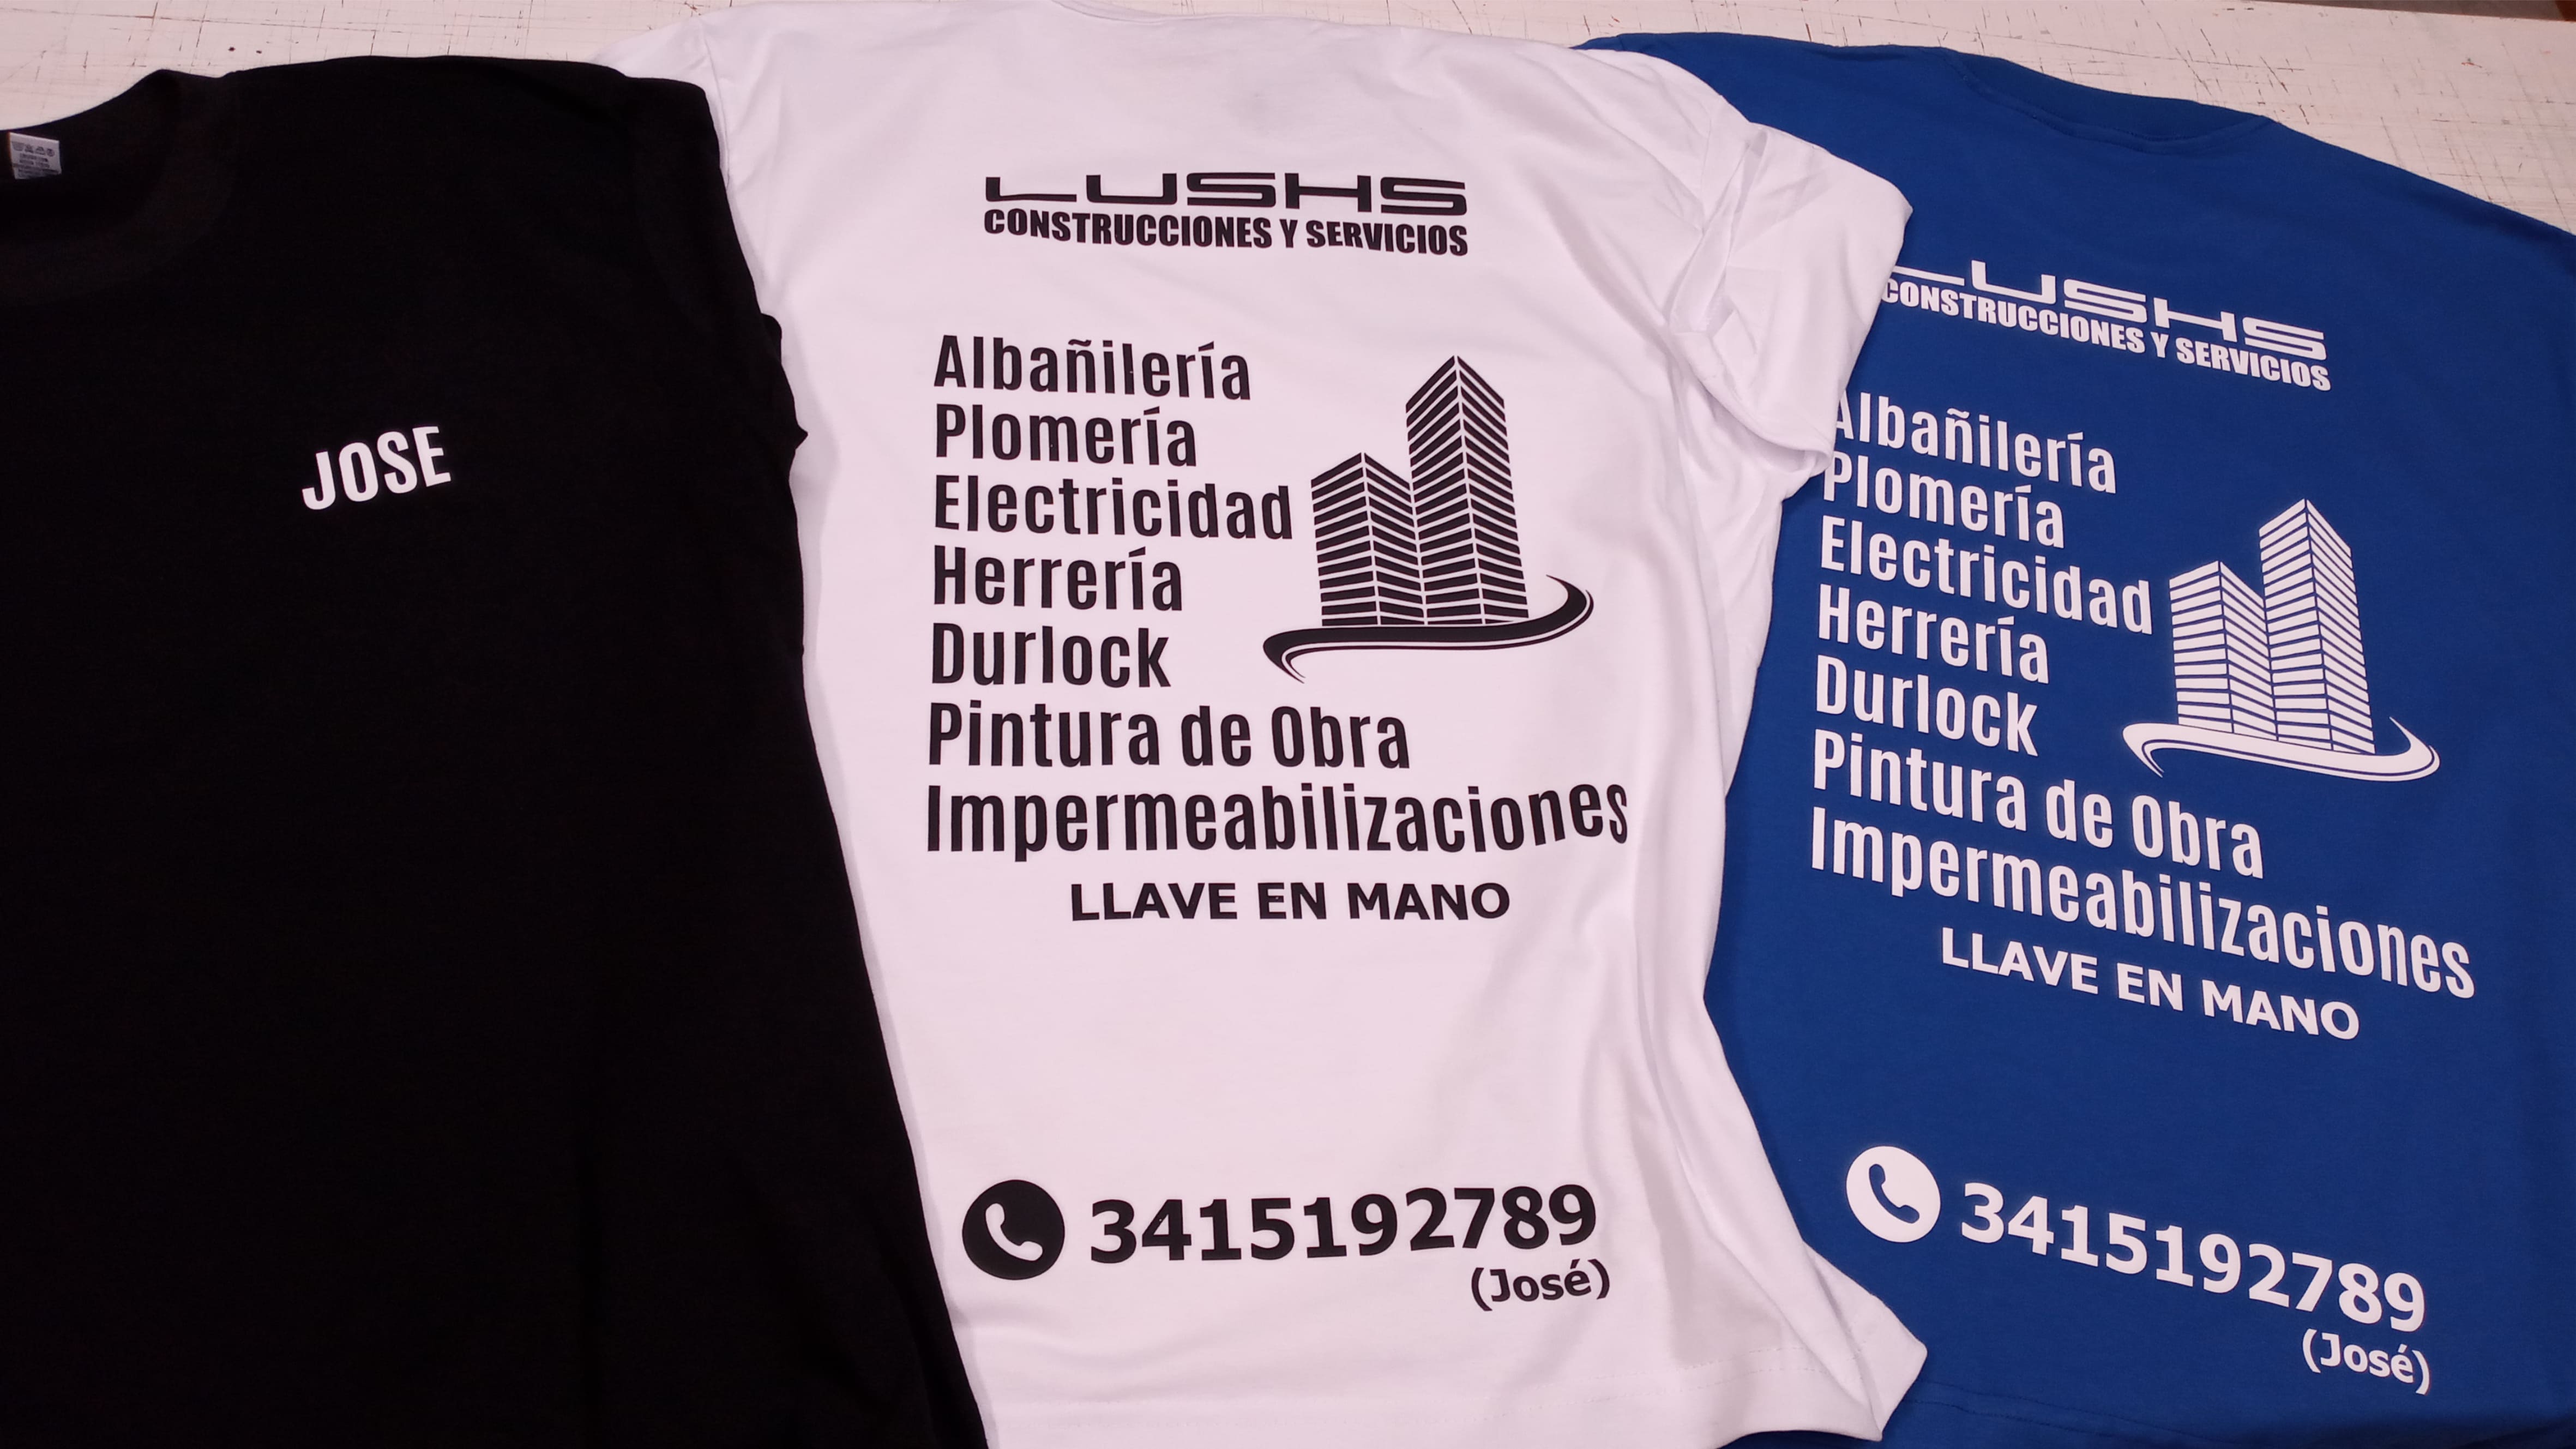 JOSE
LUSHS
CONSTRUCCIONES Y SERVICIOS
Albañilería
Plomería
Electricidad
Herrería
Durlock
Pintura de Obra
Impermeabilizaciones
LLAVE EN MANO
3415192789
(José)
LUSHS
CONSTRUCCIONES Y SERVICIOS
Albañilería
Plomería
Electricidad
Herrería
Durlock
Pintura de Obra
Impermeabilizaciones
LLAVE EN MANO
3415192789
(José)